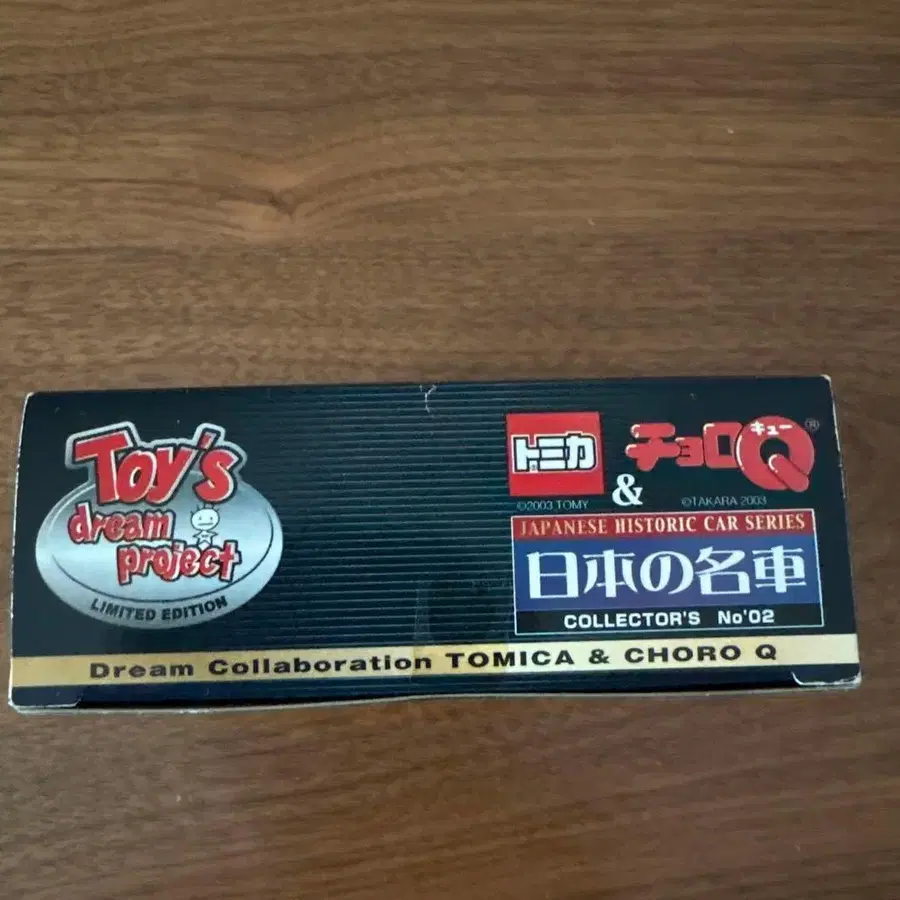 Toy's
dream
project
LIMITED EDITION
トミカ
®
&
チョロQ
キュー
®
©2003 TOMY
©TAKARA 2003
JAPANESE HISTORIC CAR SERIES
日本の名車
COLLECTOR'S No'02
Dream Collaboration TOMICA & CHORO Q